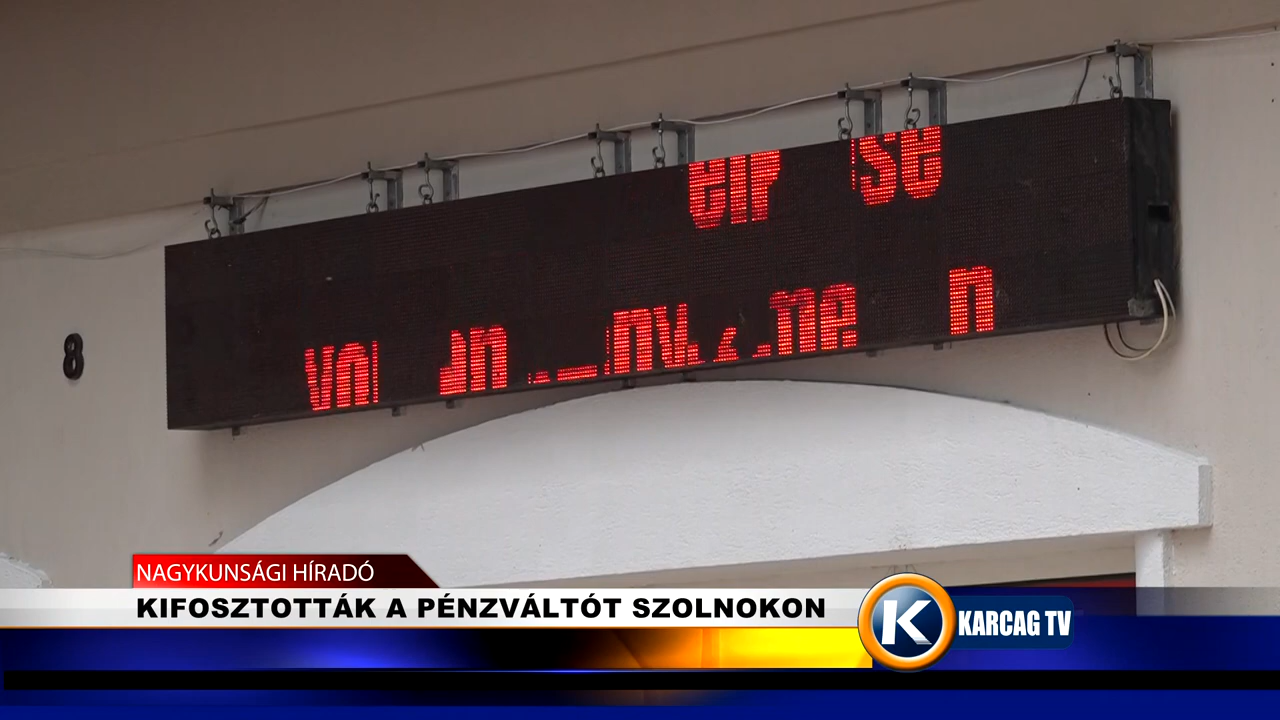 8
NAGYKUNSÁGI HÍRADÓ
KIFOSZTOTTÁK A PÉNZVÁLTÓT SZOLNOKON
K KARCAG TV